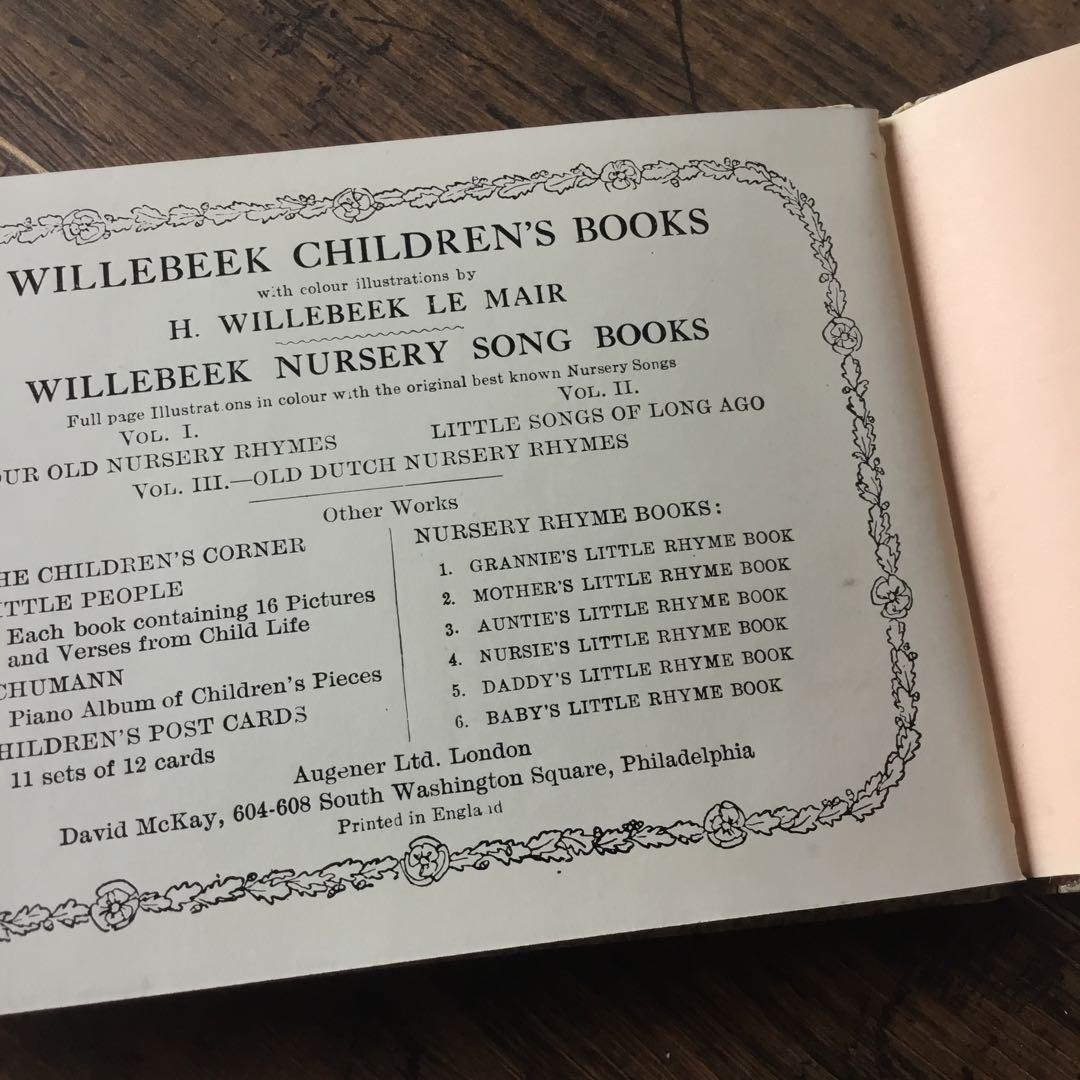 WILLEBEEK CHILDREN'S BOOKS
with colour illustrations by
H. WILLEBEEK LE MAIR
WILLEBEEK NURSERY SONG BOOKS
Full page Illustrations in colour with the original best known Nursery Songs
VOL. I.
OUR OLD NURSERY RHYMES
VOL. II.
LITTLE SONGS OF LONG AGO
VOL. III.—OLD DUTCH NURSERY RHYMES
Other Works
HE CHILDREN'S CORNER
ITTLE PEOPLE
Each book containing 16 Pictures
and Verses from Child Life
CHUMANN
Piano Album of Children's Pieces
HILDREN'S POST CARDS
11 sets of 12 cards
NURSERY RHYME BOOKS:
1. GRANNIE'S LITTLE RHYME BOOK
2. MOTHER'S LITTLE RHYME BOOK
3. AUNTIE'S LITTLE RHYME BOOK
4. NURSIE'S LITTLE RHYME BOOK
5. DADDY'S LITTLE RHYME BOOK
6. BABY'S LITTLE RHYME BOOK
Augener Ltd. London
David McKay, 604-608 South Washington Square, Philadelphia
Printed in England